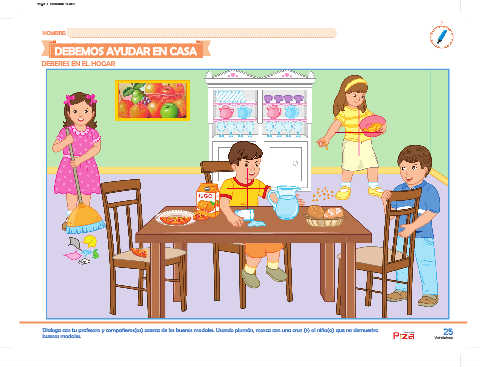 NOMBRE:
DEBEMOS AYUDAR EN CASA
DEBERES EN EL HOGAR
JUGO
Dialoga con tu profesora y compañeros(as) acerca de los buenos modales. Usando plumón, marca con una cruz (x) al niño(a) que no demuestra
buenos modales.
Pizza
25